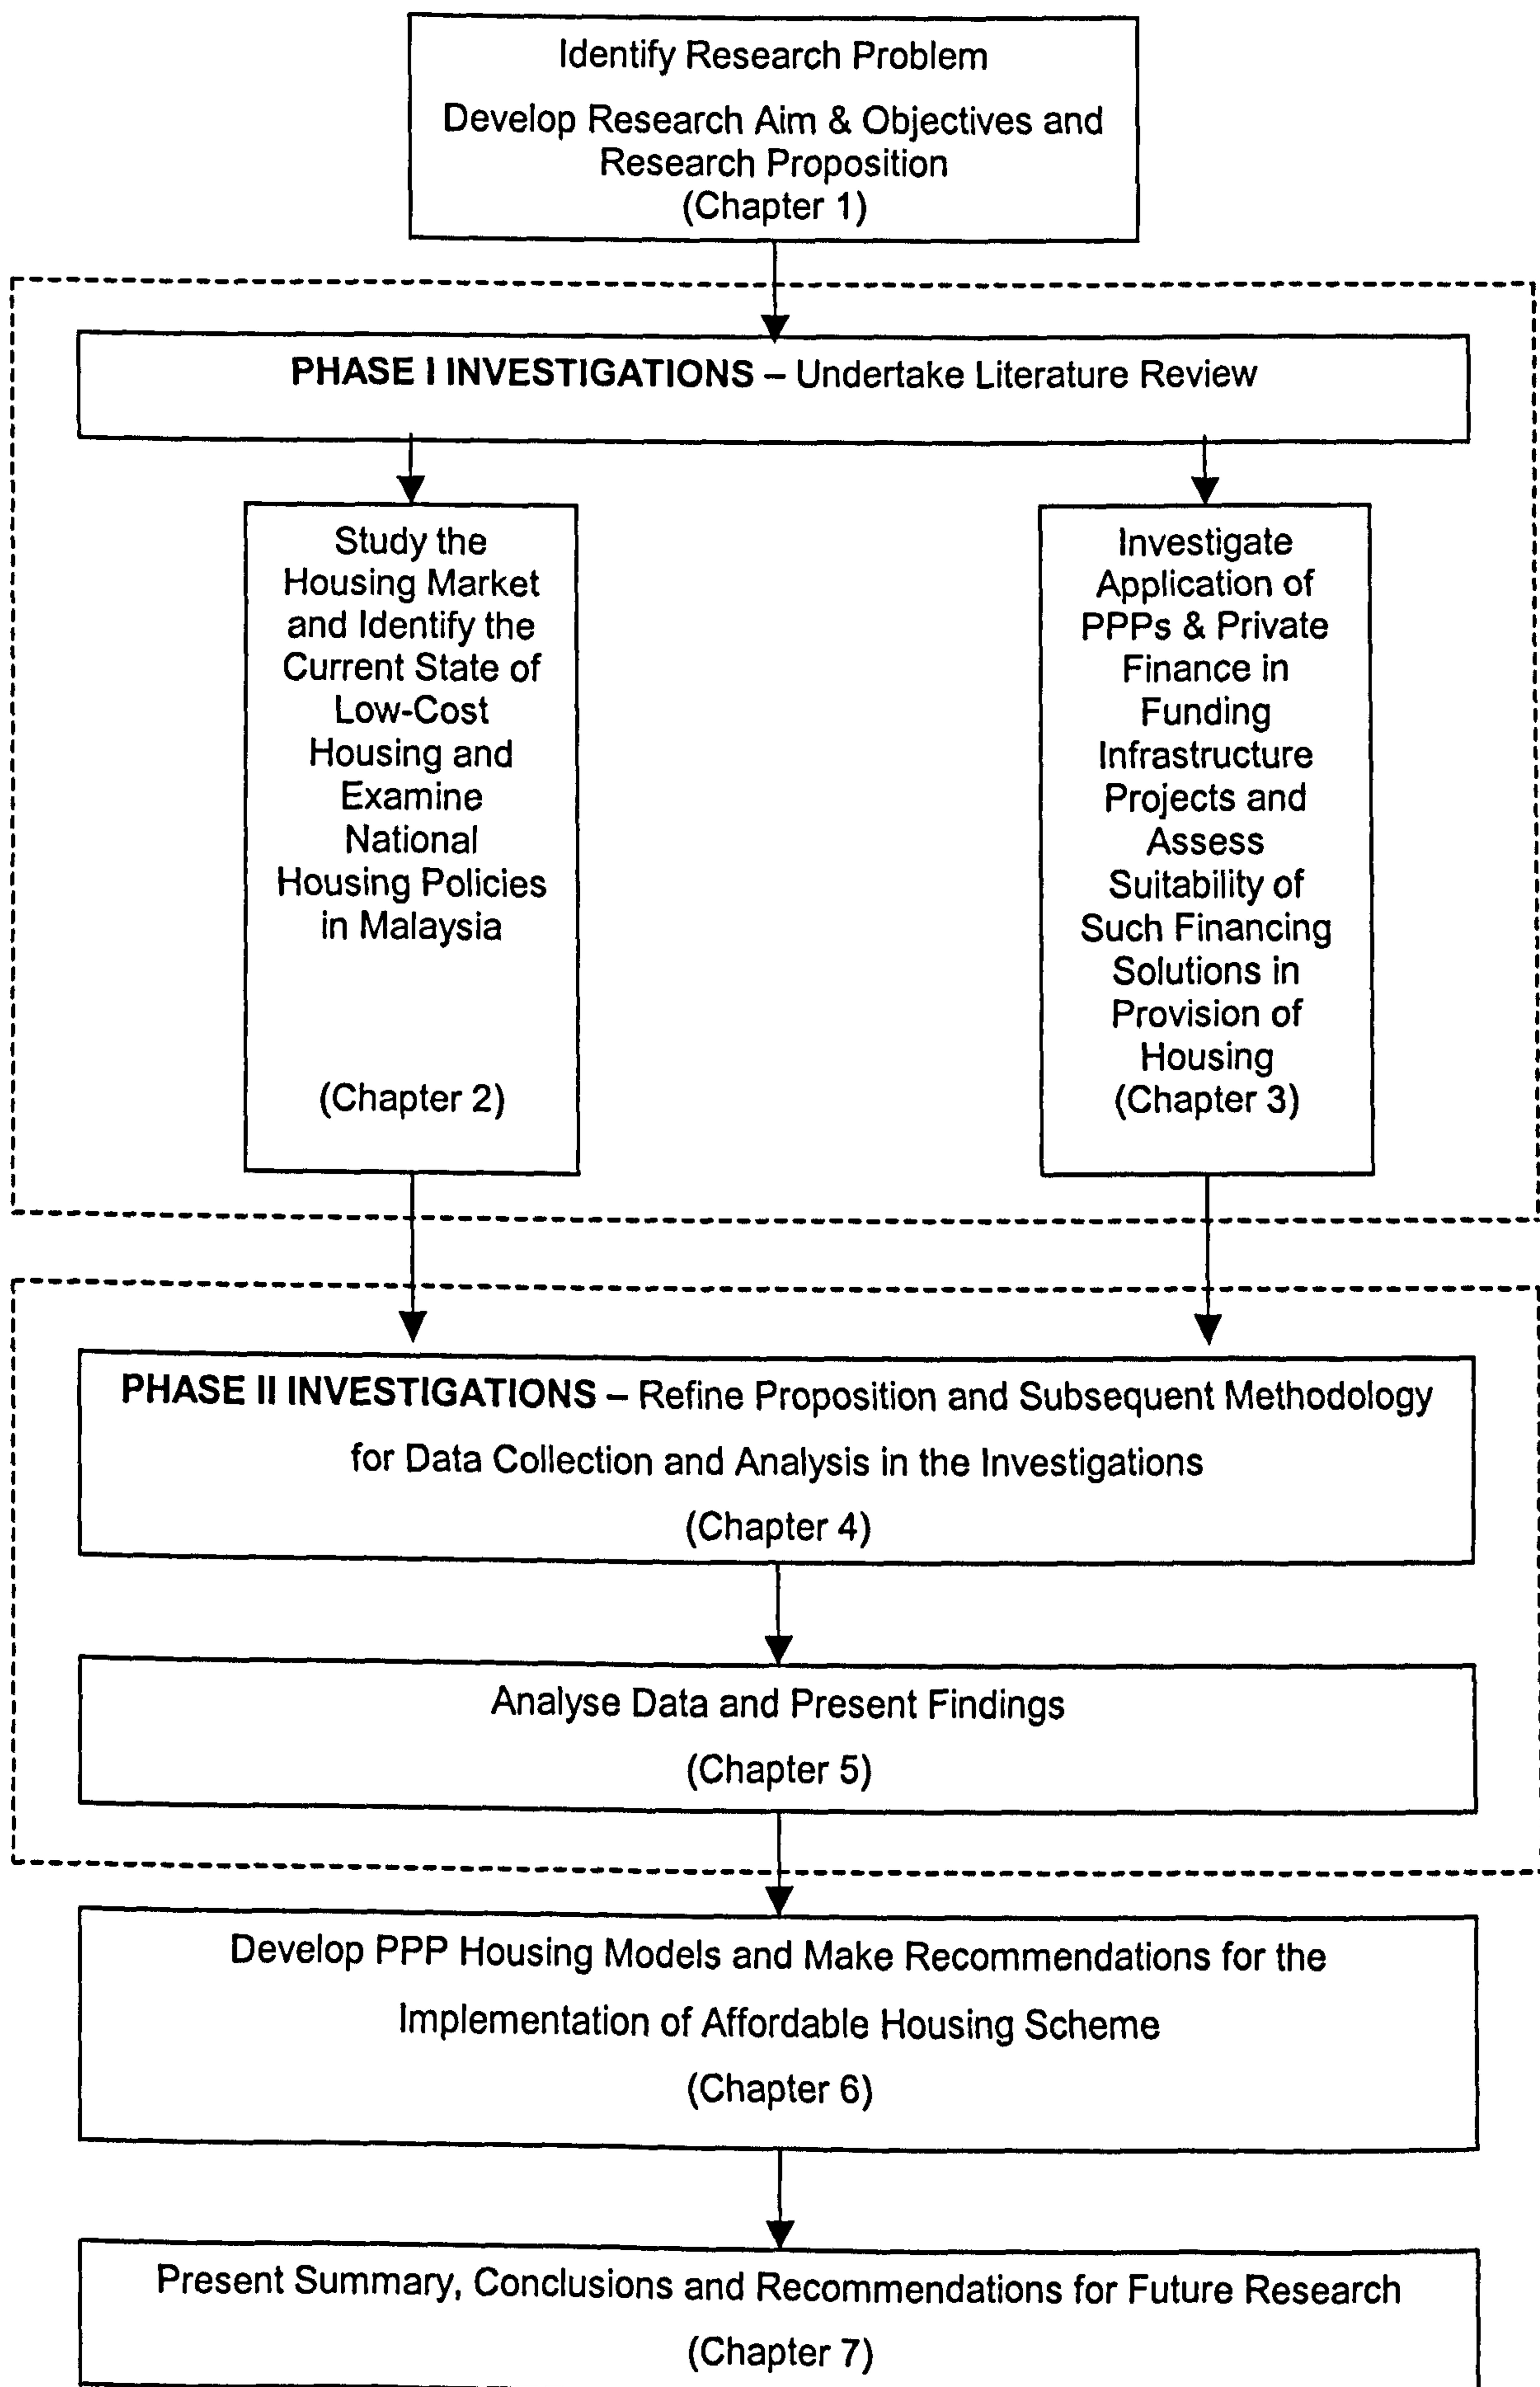 Identify Research Problem
Develop Research Aim & Objectives and
Research Proposition
(Chapter 1)
PHASE I INVESTIGATIONS – Undertake Literature Review
Study the
Housing Market
and Identify the
Current State of
Low-Cost
Housing and
Examine
National
Housing Policies
in Malaysia
(Chapter 2)
Investigate
Application of
PPPs & Private
Finance in
Funding
Infrastructure
Projects and
Assess
Suitability of
Such Financing
Solutions in
Provision of
Housing
(Chapter 3)
PHASE II INVESTIGATIONS – Refine Proposition and Subsequent Methodology
for Data Collection and Analysis in the Investigations
(Chapter 4)
Analyse Data and Present Findings
(Chapter 5)
Develop PPP Housing Models and Make Recommendations for the
Implementation of Affordable Housing Scheme
(Chapter 6)
Present Summary, Conclusions and Recommendations for Future Research
(Chapter 7)